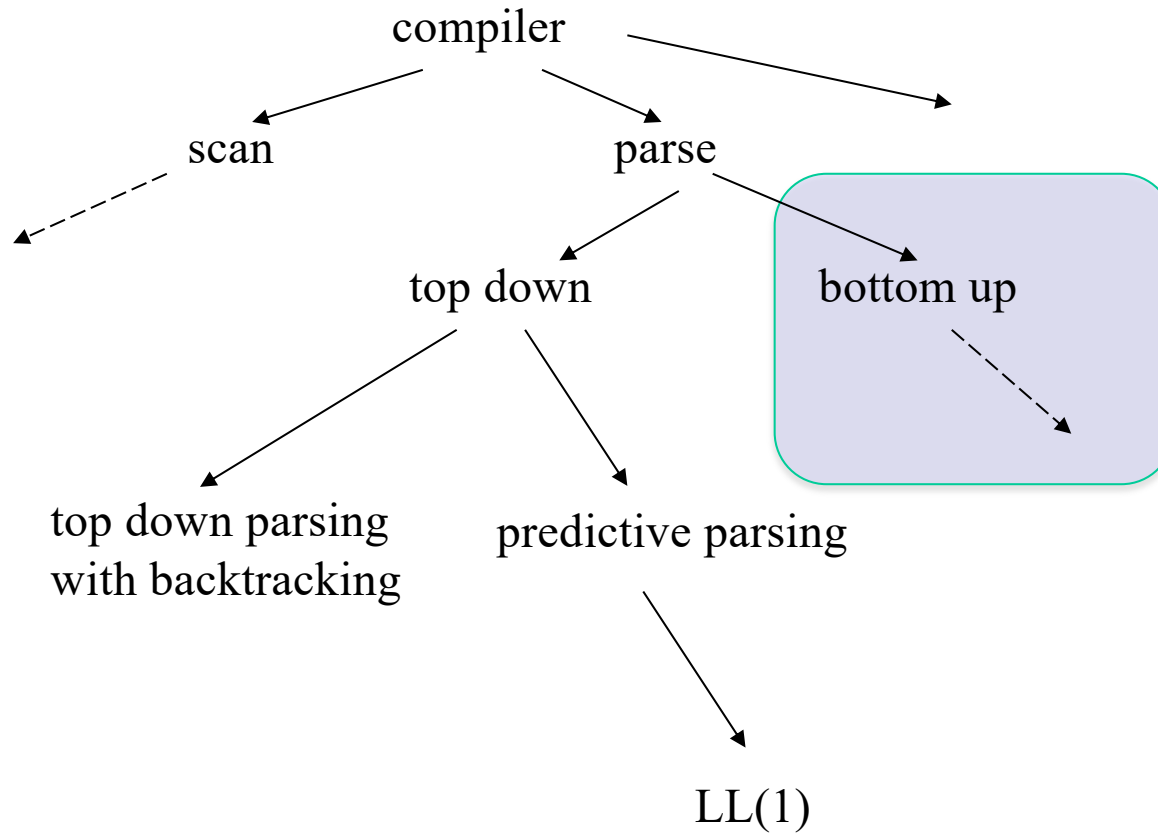 compiler
scan
parse
top down
bottom up
top down parsing
with backtracking
predictive parsing
LL(1)